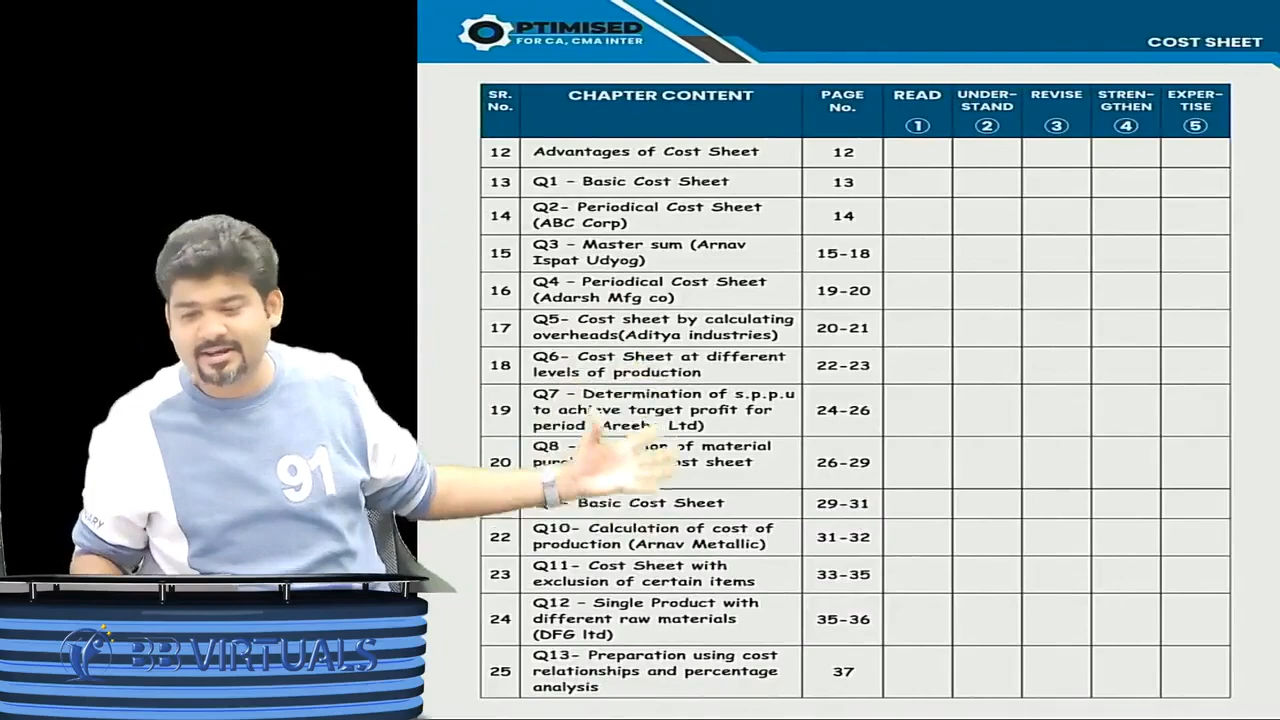 PTIMISED
FOR CA, CMA INTER
COST SHEET
SR. No. CHAPTER CONTENT PAGE No. READ ① UNDER-STAND ② REVISE ③ STREN-GTHEN ④ EXPER-TISE ⑤
12 Advantages of Cost Sheet 12
13 Q1 - Basic Cost Sheet 13
14 Q2- Periodical Cost Sheet
(ABC Corp) 14
15 Q3 - Master sum (Arnav
Ispat Udyog) 15-18
16 Q4 - Periodical Cost Sheet
(Adarsh Mfg co) 19-20
17 Q5- Cost sheet by calculating
overheads(Aditya industries) 20-21
18 Q6- Cost Sheet at different
levels of production 22-23
19 Q7 - Determination of s.p.p.u
to achieve target profit for
period Ltd) 24-26
20 Q8 - of material
sheet 26-29
- Basic Cost Sheet 29-31
22 Q10- Calculation of cost of
production (Arnav Metallic) 31-32
23 Q11- Cost Sheet with
exclusion of certain items 33-35
24 Q12 - Single Product with
different raw materials
(DFG ltd) 35-36
25 Q13- Preparation using cost
relationships and percentage
analysis 37
91
BB VIRTUALS